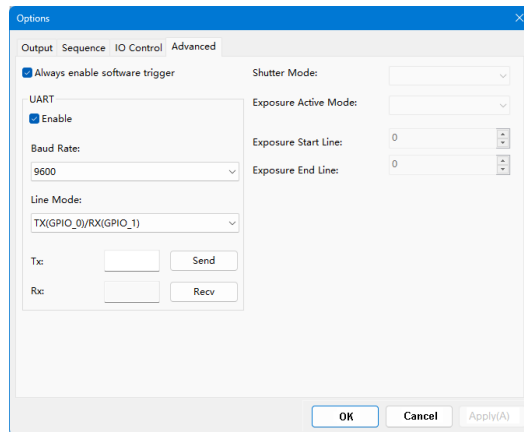 Options
Output Sequence IO Control Advanced
Always enable software trigger
UART
Enable
Baud Rate:
9600
Line Mode:
TX(GPIO_0)/RX(GPIO_1)
Tx: Send
Rx: Recv
Shutter Mode:
Exposure Active Mode:
Exposure Start Line: 0
Exposure End Line: 0
OK Cancel Apply(A)